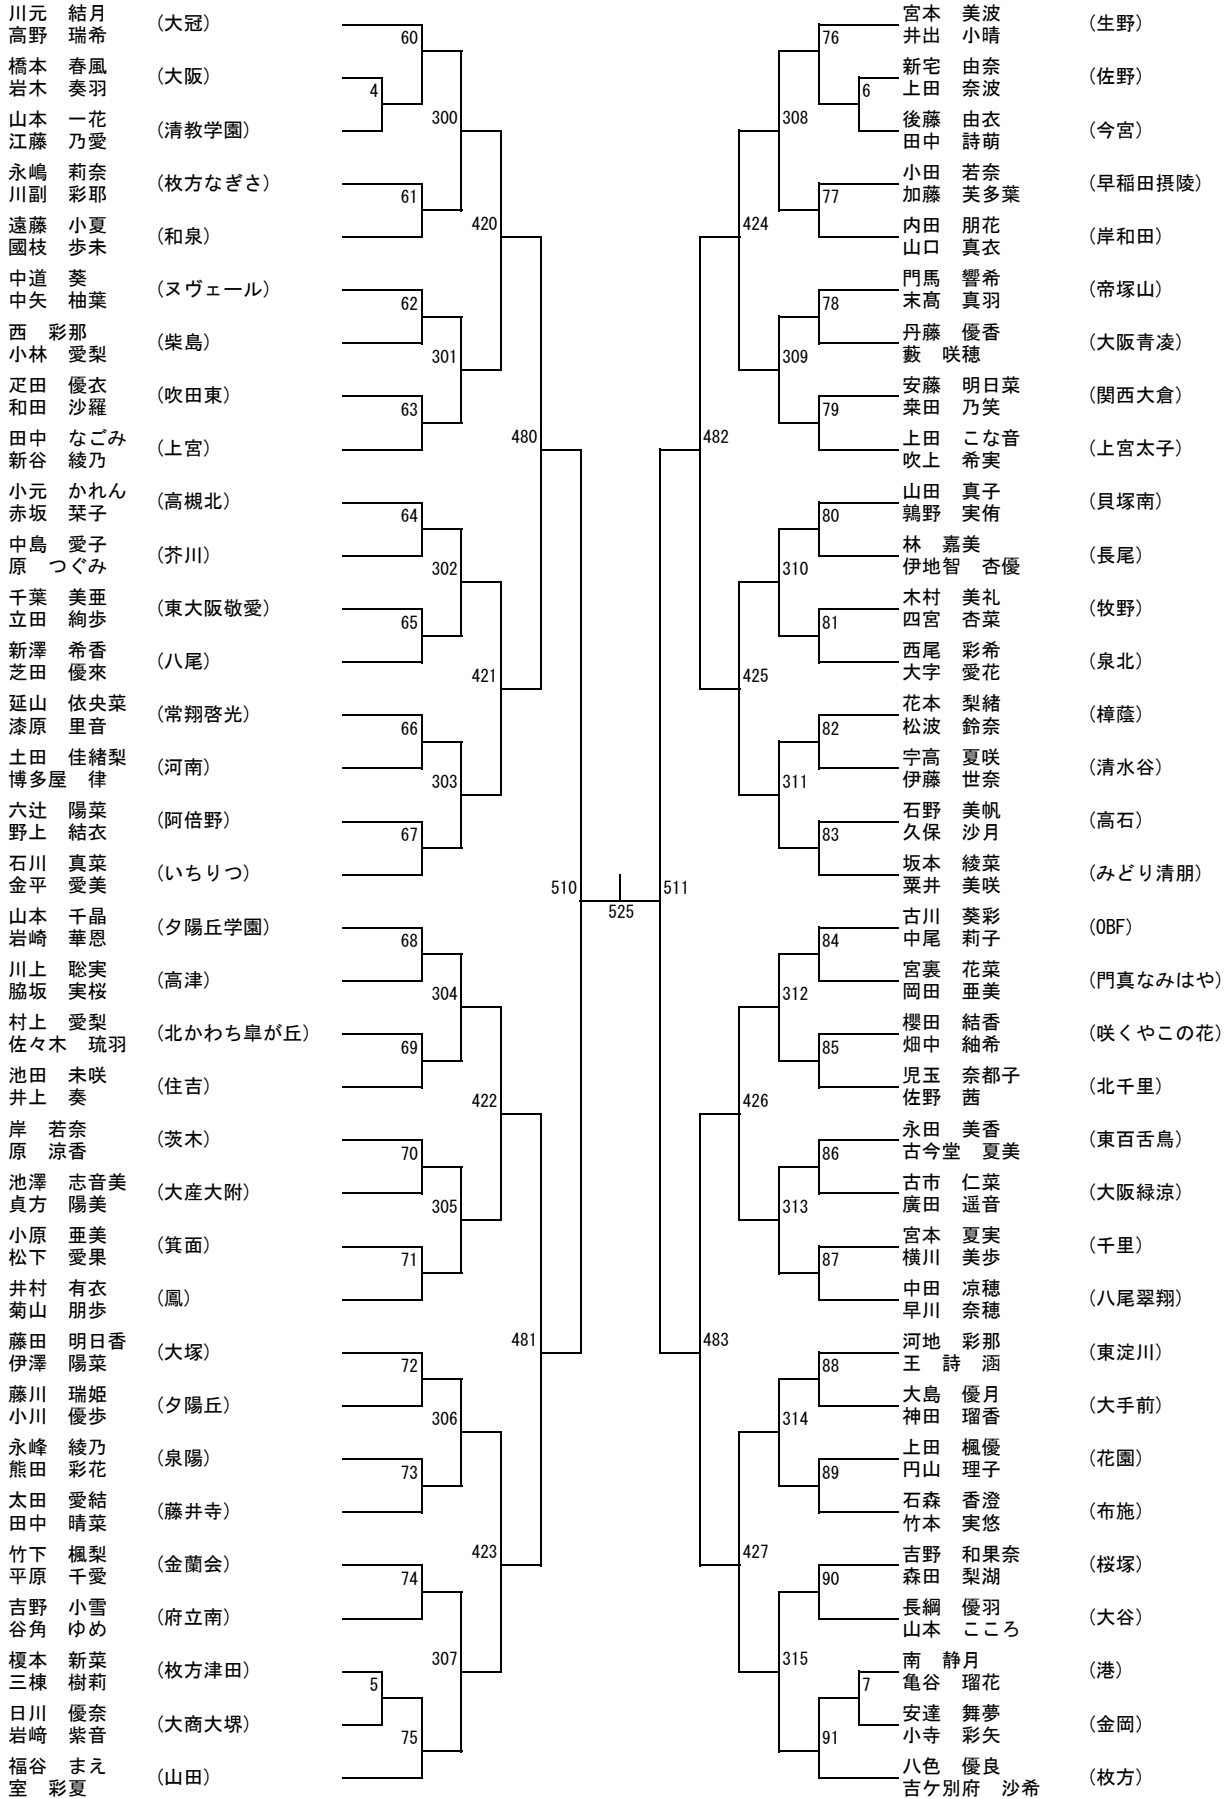 川元　結月
高野　瑞希
(大冠)
橋本　春風
岩木　奏羽
(大阪)
山本　一花
江藤　乃愛
(清教学園)
永嶋　莉奈
川副　彩耶
(枚方なぎさ)
遠藤　小夏
國枝　歩未
(和泉)
中道　葵
中矢　柚葉
(ヌヴェール)
西　彩那
小林　愛梨
(柴島)
疋田　優衣
和田　沙羅
(吹田東)
田中　なごみ
新谷　綾乃
(上宮)
小元　かれん
赤坂　栞子
(高槻北)
中島　愛子
原　つぐみ
(芥川)
千葉　美亜
立田　絢歩
(東大阪敬愛)
新澤　希香
芝田　優來
(八尾)
延山　依央菜
漆原　里音
(常翔啓光)
土田　佳緒梨
博多屋　律
(河南)
六辻　陽菜
野上　結衣
(阿倍野)
石川　真菜
金平　愛美
(いちりつ)
山本　千晶
岩崎　華恩
(夕陽丘学園)
川上　聡実
脇坂　実桜
(高津)
村上　愛梨
佐々木　琉羽
(北かわち皐が丘)
池田　未咲
井上　奏
(住吉)
岸　若奈
原　涼香
(茨木)
池澤　志音美
貞方　陽美
(大産大附)
小原　亜美
松下　愛果
(箕面)
井村　有衣
菊山　朋歩
(鳳)
藤田　明日香
伊澤　陽菜
(大塚)
藤川　瑞姫
小川　優歩
(夕陽丘)
永峰　綾乃
熊田　彩花
(泉陽)
太田　愛結
田中　晴菜
(藤井寺)
竹下　楓梨
平原　千愛
(金蘭会)
吉野　小雪
谷角　ゆめ
(府立南)
榎本　新菜
三棟　樹莉
(枚方津田)
日川　優奈
岩﨑　紫音
(大商大堺)
福谷　まえ
室　彩夏
(山田)
60
4
61
62
63
64
65
66
67
68
69
70
71
72
73
74
5
75
300
301
302
303
304
305
306
307
420
421
422
423
480
481
510
525
511
482
483
424
425
426
427
308
309
310
311
312
313
314
315
76
6
77
78
79
80
81
82
83
84
85
86
87
88
89
90
7
91
宮本　美波
井出　小晴
(生野)
新宅　由奈
上田　奈波
(佐野)
後藤　由衣
田中　詩萌
(今宮)
小田　若奈
加藤　芙多葉
(早稲田摂陵)
内田　朋花
山口　真衣
(岸和田)
門馬　響希
末髙　真羽
(帝塚山)
丹藤　優香
藪　咲穂
(大阪青凌)
安藤　明日菜
桒田　乃笑
(関西大倉)
上田　こな音
吹上　希実
(上宮太子)
山田　真子
鶉野　実侑
(貝塚南)
林　嘉美
伊地智　杏優
(長尾)
木村　美礼
四宮　杏菜
(牧野)
西尾　彩希
大字　愛花
(泉北)
花本　梨緒
松波　鈴奈
(樟蔭)
宇高　夏咲
伊藤　世奈
(清水谷)
石野　美帆
久保　沙月
(高石)
坂本　綾菜
粟井　美咲
(みどり清朋)
古川　葵彩
中尾　莉子
(OBF)
宮裏　花菜
岡田　亜美
(門真なみはや)
櫻田　結香
畑中　紬希
(咲くやこの花)
児玉　奈都子
佐野　茜
(北千里)
永田　美香
古今堂　夏美
(東百舌鳥)
古市　仁菜
廣田　遥音
(大阪緑涼)
宮本　夏実
横川　美歩
(千里)
中田　凉穂
早川　奈穂
(八尾翠翔)
河地　彩那
王　詩　涵
(東淀川)
大島　優月
神田　瑠香
(大手前)
上田　楓優
円山　理子
(花園)
石森　香澄
竹本　実悠
(布施)
吉野　和果奈
森田　梨湖
(桜塚)
長綱　優羽
山本　こころ
(大谷)
南　静月
亀谷　瑠花
(港)
安達　舞夢
小寺　彩矢
(金岡)
八色　優良
吉ケ別府　沙希
(枚方)